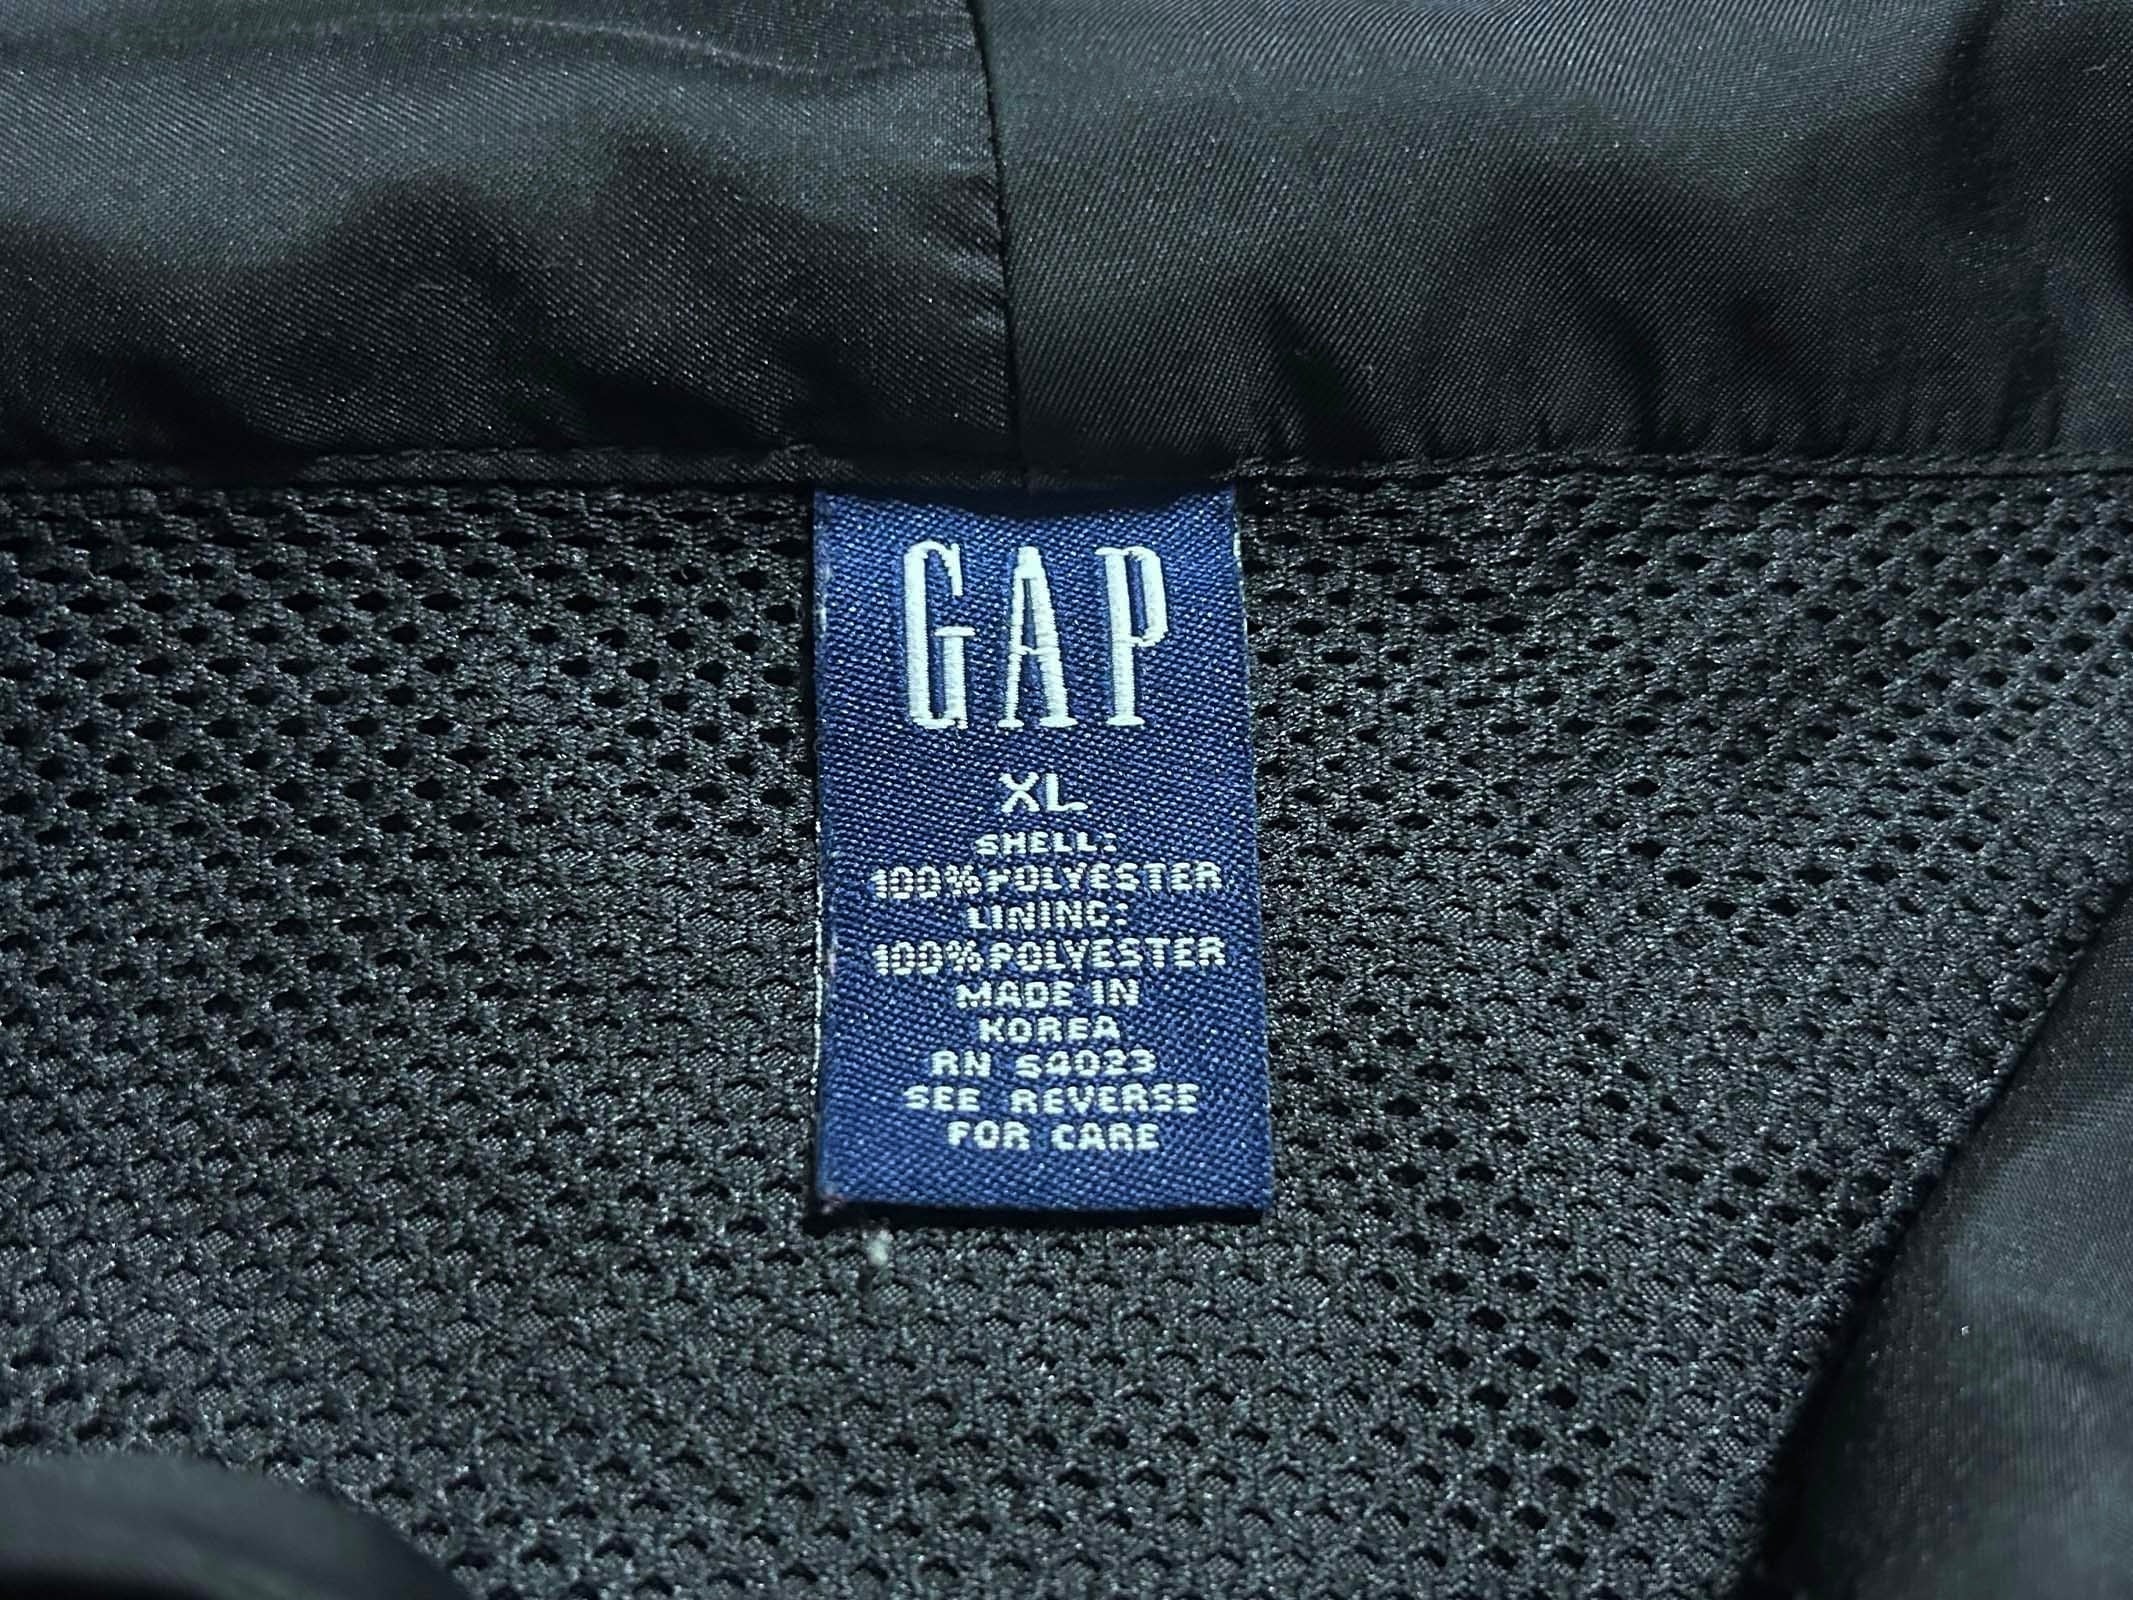 GAP
XL
SHELL:
100% POLYESTER
LINING:
100% POLYESTER
MADE IN
KOREA
RN 54023
SEE REVERSE
FOR CARE